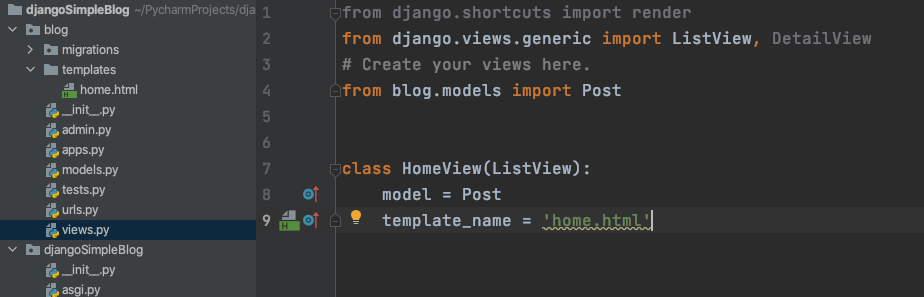 djangoSimpleBlog ~/PycharmProjects/dja
blog
migrations
templates
home.html
__init__.py
admin.py
apps.py
models.py
tests.py
urls.py
views.py
djangoSimpleBlog
__init__.py
asgi.py
1 from django.shortcuts import render
2 from django.views.generic import ListView, DetailView
3 # Create your views here.
4 from blog.models import Post
5
6
7 class HomeView(ListView):
8 model = Post
9 template_name = 'home.html'